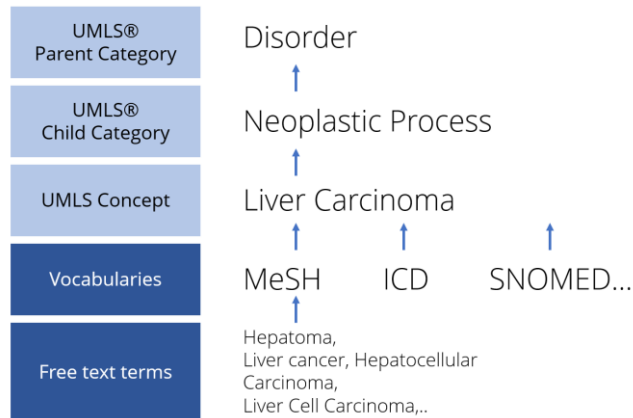 UMLS®
Parent Category
Disorder
UMLS®
Child Category
Neoplastic Process
UMLS Concept
Liver Carcinoma
Vocabularies
MeSH ICD SNOMED...
Free text terms
Hepatoma,
Liver cancer, Hepatocellular
Carcinoma,
Liver Cell Carcinoma,..